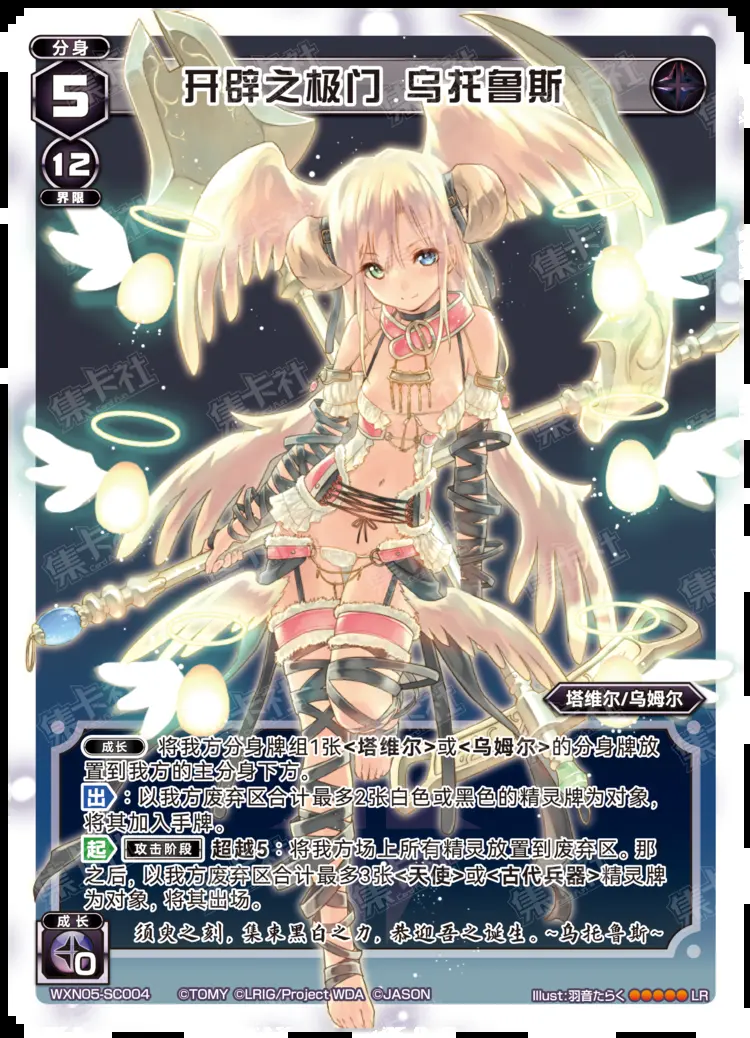 分身
5
开辟之极门 乌托鲁斯
12
界限
塔维尔/乌姆尔
成长 将我方分身牌组1张<塔维尔>或<乌姆尔>的分身牌放
置到我方的主分身下方。
出：以我方废弃区合计最多2张白色或黑色的精灵牌为对象，
将其加入手牌。
起 攻击阶段 超越5：将我方场上所有精灵放置到废弃区。那
之后，以我方废弃区合计最多3张<天使>或<古代兵器>精灵牌
为对象，将其出场。
成长
0
须臾之刻，集束黑白之力，恭迎吾之诞生。~乌托鲁斯~
WXN05-SC004 ©TOMY ©LRIG/Project WDA ©JASON Illust:羽音たらく LR
集卡社